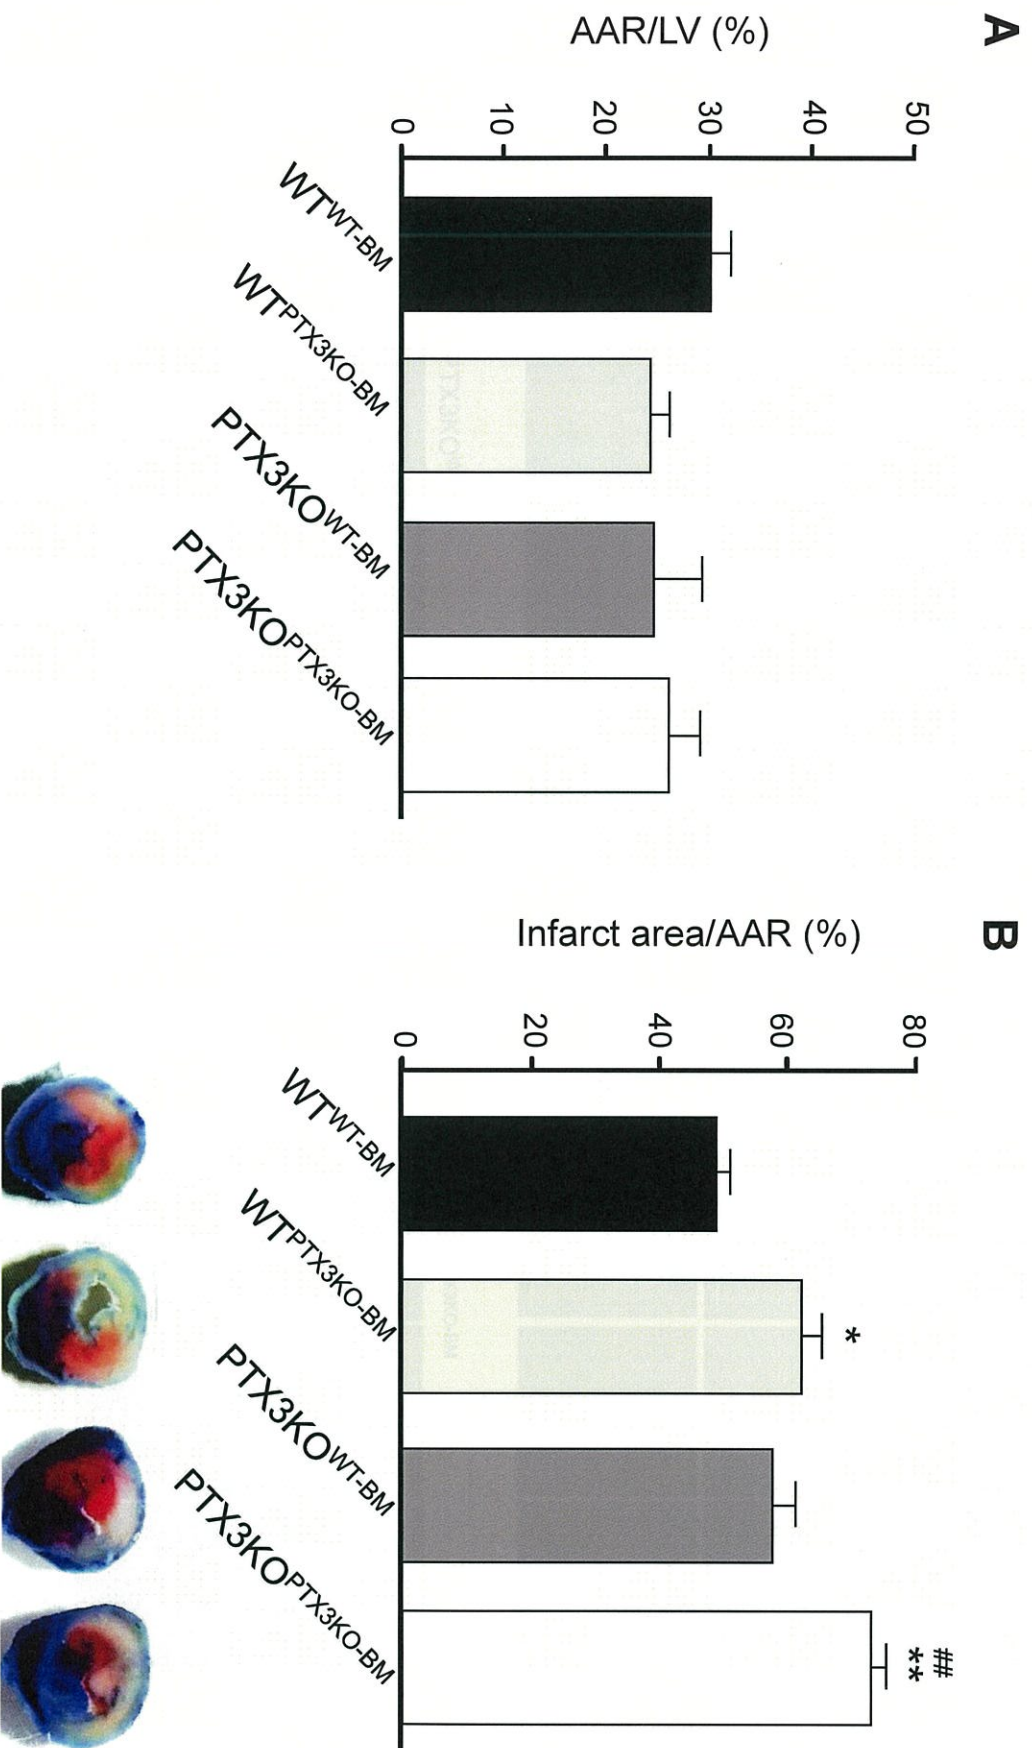 A
AAR/LV (%)
50
40
30
20
10
0
WTWT-BM
WTPTX3KO-BM
PTX3KOWT-BM
PTX3KOPTX3KO-BM
B
Infarct area/AAR (%)
80
60
40
20
0
*
##
**
WTWT-BM
WTPTX3KO-BM
PTX3KOWT-BM
PTX3KOPTX3KO-BM